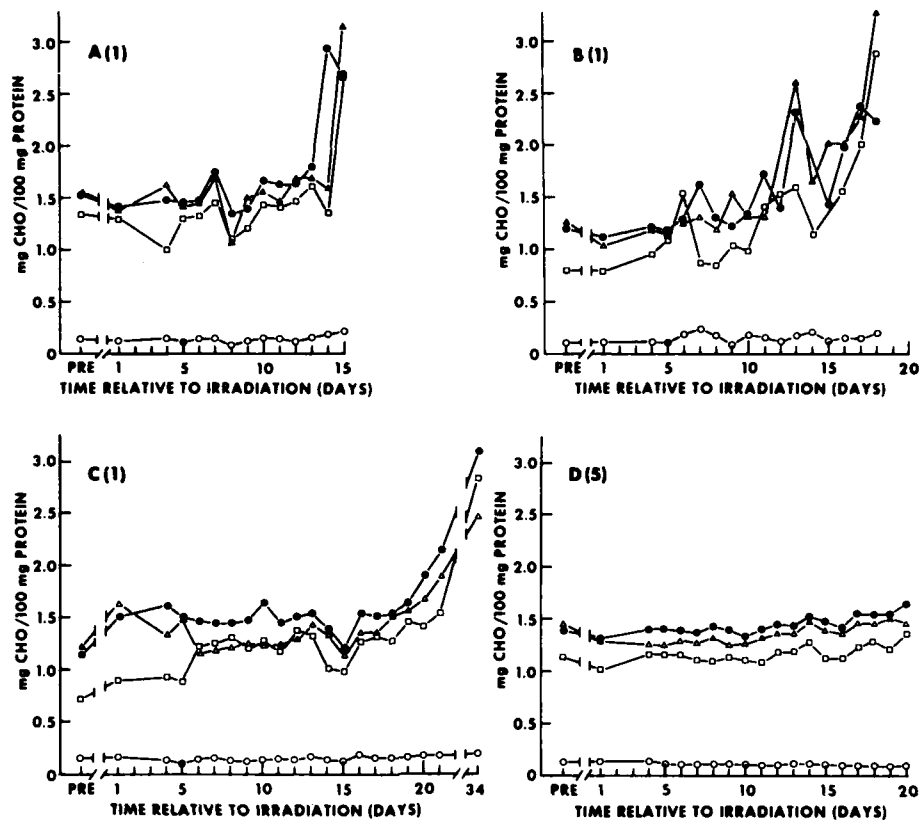 A(1)
mg CHO/100 mg PROTEIN
3.0
2.5
2.0
1.5
1.0
0.5
0
PRE 1 5 10 15
TIME RELATIVE TO IRRADIATION (DAYS)
B(1)
mg CHO/100 mg PROTEIN
3.0
2.5
2.0
1.5
1.0
0.5
0
PRE 1 5 10 15 20
TIME RELATIVE TO IRRADIATION (DAYS)
C(1)
mg CHO/100 mg PROTEIN
3.0
2.5
2.0
1.5
1.0
0.5
0
PRE 1 5 10 15 20 34
TIME RELATIVE TO IRRADIATION (DAYS)
D(5)
mg CHO/100 mg PROTEIN
3.0
2.5
2.0
1.5
1.0
0.5
0
PRE 1 5 10 15 20
TIME RELATIVE TO IRRADIATION (DAYS)